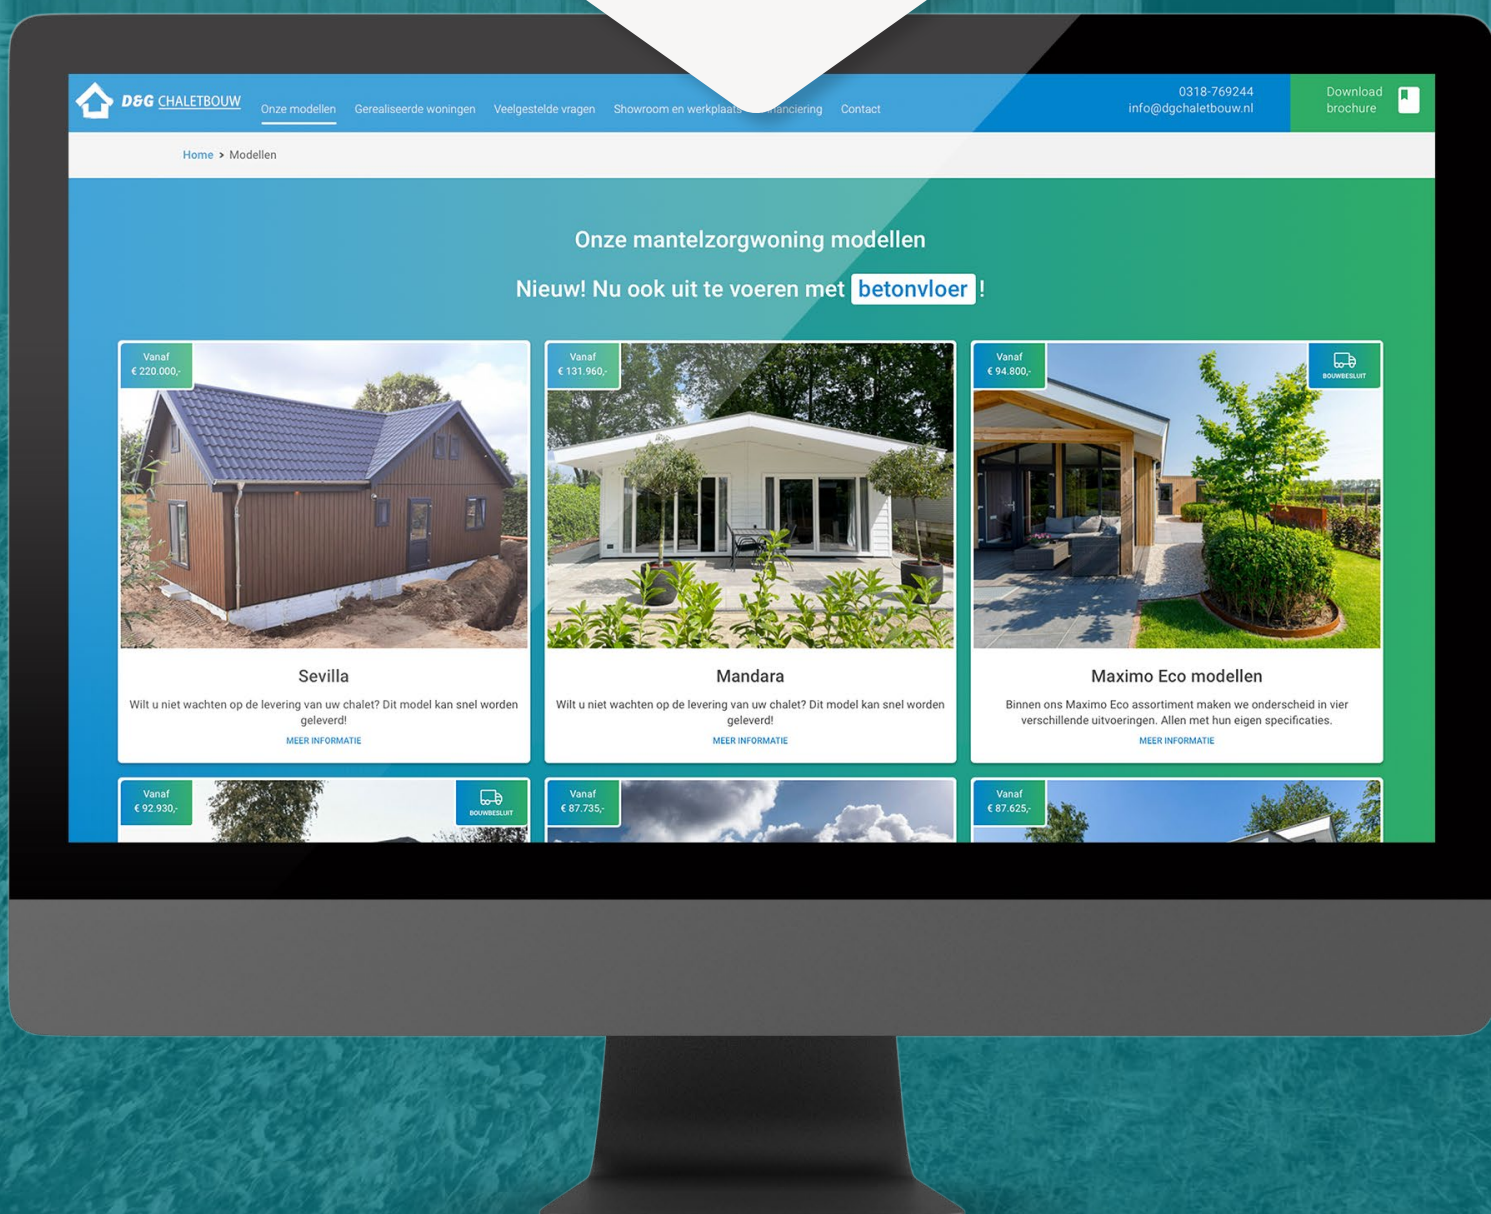 D&G CHALETBOUW
Onze modellen
Gerealiseerde woningen
Veelgestelde vragen
Showroom en werkplaats
Contact
0318-769244
info@dgchaletbouw.nl
Download
brochure
Home > Modellen
Onze mantelzorgwoning modellen
Nieuw! Nu ook uit te voeren met betonvloer !
Vanaf
€ 220.000,-
Vanaf
€ 131.960,-
Vanaf
€ 94.800,-
BOUWBESLUIT
Sevilla
Wilt u niet wachten op de levering van uw chalet? Dit model kan snel worden
geleverd!
MEER INFORMATIE
Mandara
Wilt u niet wachten op de levering van uw chalet? Dit model kan snel worden
geleverd!
MEER INFORMATIE
Maximo Eco modellen
Binnen ons Maximo Eco assortiment maken we onderscheid in vier
verschillende uitvoeringen. Allen met hun eigen specificaties.
MEER INFORMATIE
Vanaf
€ 92.930,-
BOUWBESLUIT
Vanaf
€ 87.735,-
Vanaf
€ 87.625,-